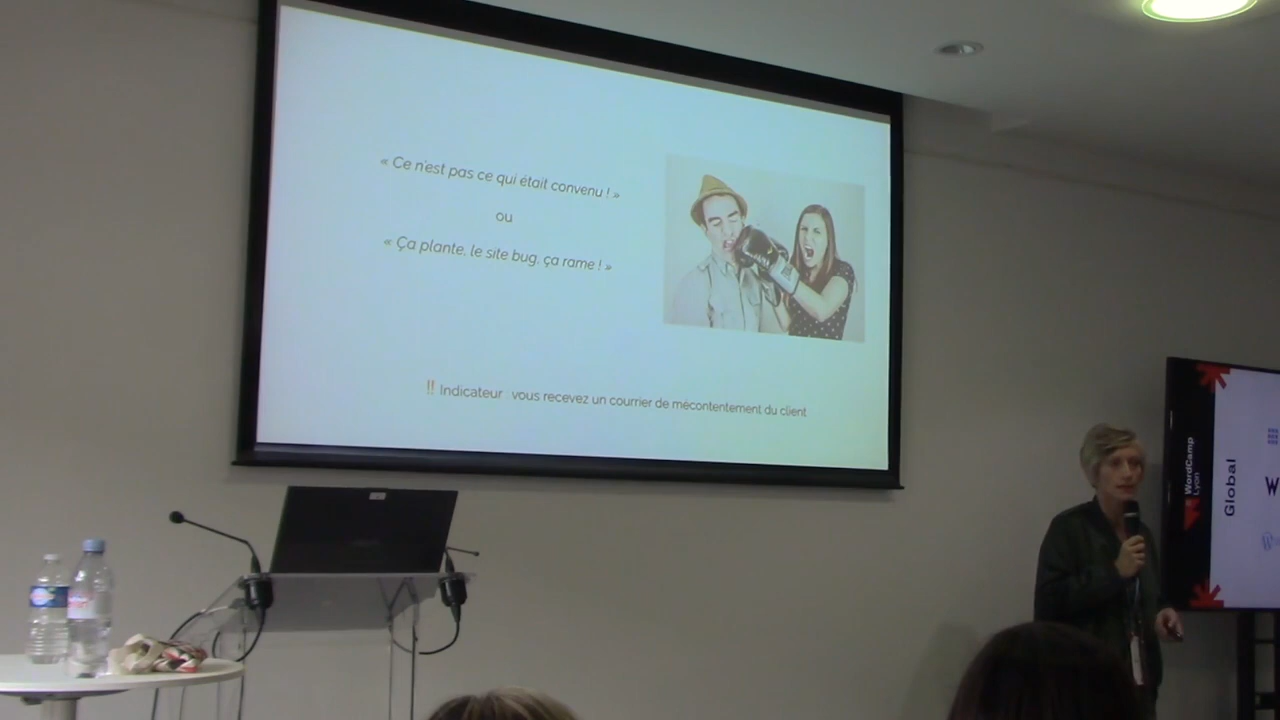 « Ce n'est pas ce qui était convenu ! »
ou
« Ça plante, le site bug, ça rame ! »
!! Indicateur : vous recevez un courrier de mécontentement du client
WordCamp
Lyon
Global